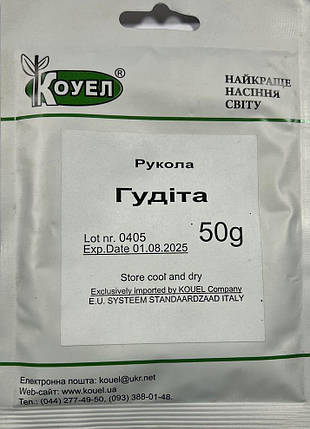 КОУЕЛ®
НАЙКРАЩЕ
НАСІННЯ
СВІТУ
Рукола
Гудіта
Lot nr. 0405
Exp.Date 01.08.2025
50g
Store cool and dry
Exclusively imported by KOUEL Company
E.U. SYSTEEM STANDAARDZAAD ITALY
Електронна пошта: kouel@ukr.net
Web-сайт: www.kouel.ua
Тел.: (044) 277-49-50, (093) 388-01-48.